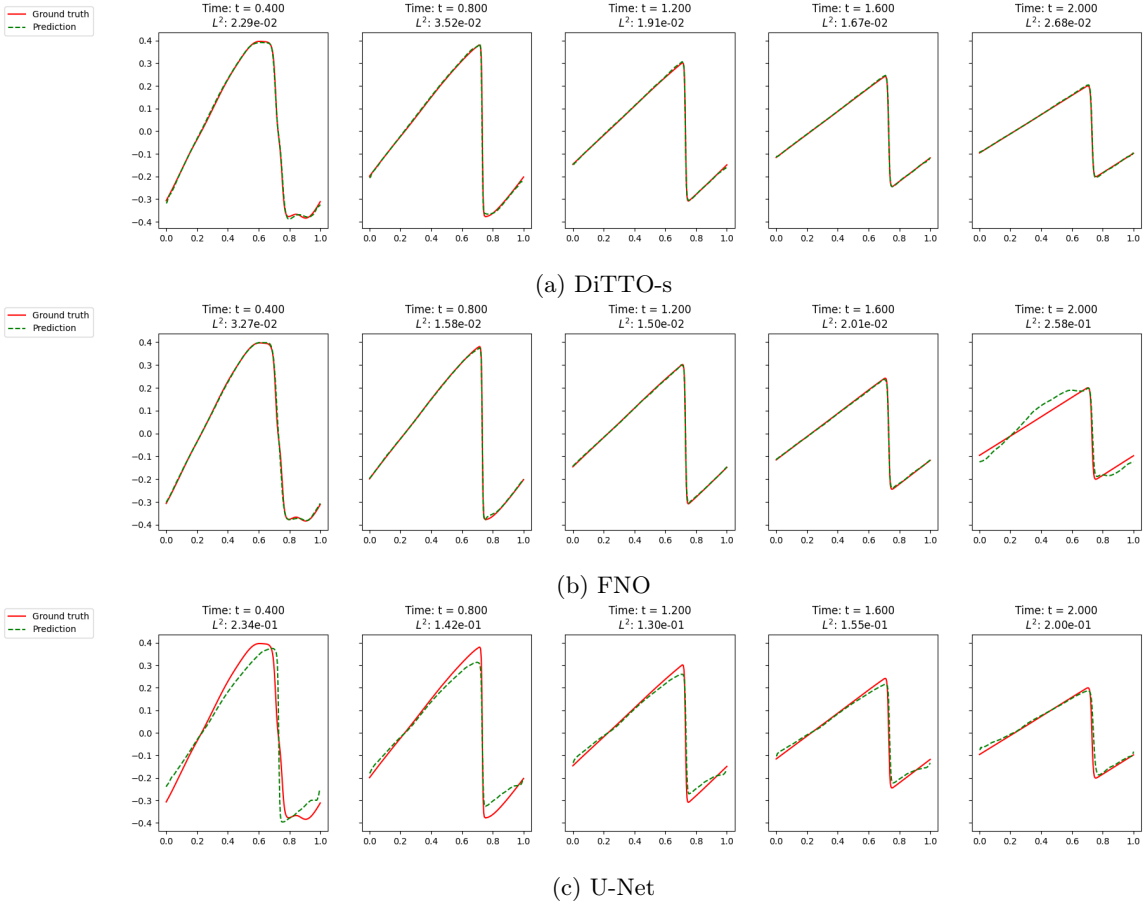 Ground truth
Prediction
Time: t = 0.400
L²: 2.29e-02
Time: t = 0.800
L²: 3.52e-02
Time: t = 1.200
L²: 1.91e-02
Time: t = 1.600
L²: 1.67e-02
Time: t = 2.000
L²: 2.68e-02
0.4
0.3
0.2
0.1
0.0
−0.1
−0.2
−0.3
−0.4
0.0 0.2 0.4 0.6 0.8 1.0
0.0 0.2 0.4 0.6 0.8 1.0
0.0 0.2 0.4 0.6 0.8 1.0
0.0 0.2 0.4 0.6 0.8 1.0
0.0 0.2 0.4 0.6 0.8 1.0
(a) DiTTO-s
Ground truth
Prediction
Time: t = 0.400
L²: 3.27e-02
Time: t = 0.800
L²: 1.58e-02
Time: t = 1.200
L²: 1.50e-02
Time: t = 1.600
L²: 2.01e-02
Time: t = 2.000
L²: 2.58e-01
0.4
0.3
0.2
0.1
0.0
−0.1
−0.2
−0.3
−0.4
0.0 0.2 0.4 0.6 0.8 1.0
0.0 0.2 0.4 0.6 0.8 1.0
0.0 0.2 0.4 0.6 0.8 1.0
0.0 0.2 0.4 0.6 0.8 1.0
0.0 0.2 0.4 0.6 0.8 1.0
(b) FNO
Ground truth
Prediction
Time: t = 0.400
L²: 2.34e-01
Time: t = 0.800
L²: 1.42e-01
Time: t = 1.200
L²: 1.30e-01
Time: t = 1.600
L²: 1.55e-01
Time: t = 2.000
L²: 2.00e-01
0.4
0.3
0.2
0.1
0.0
−0.1
−0.2
−0.3
−0.4
0.0 0.2 0.4 0.6 0.8 1.0
0.0 0.2 0.4 0.6 0.8 1.0
0.0 0.2 0.4 0.6 0.8 1.0
0.0 0.2 0.4 0.6 0.8 1.0
0.0 0.2 0.4 0.6 0.8 1.0
(c) U-Net